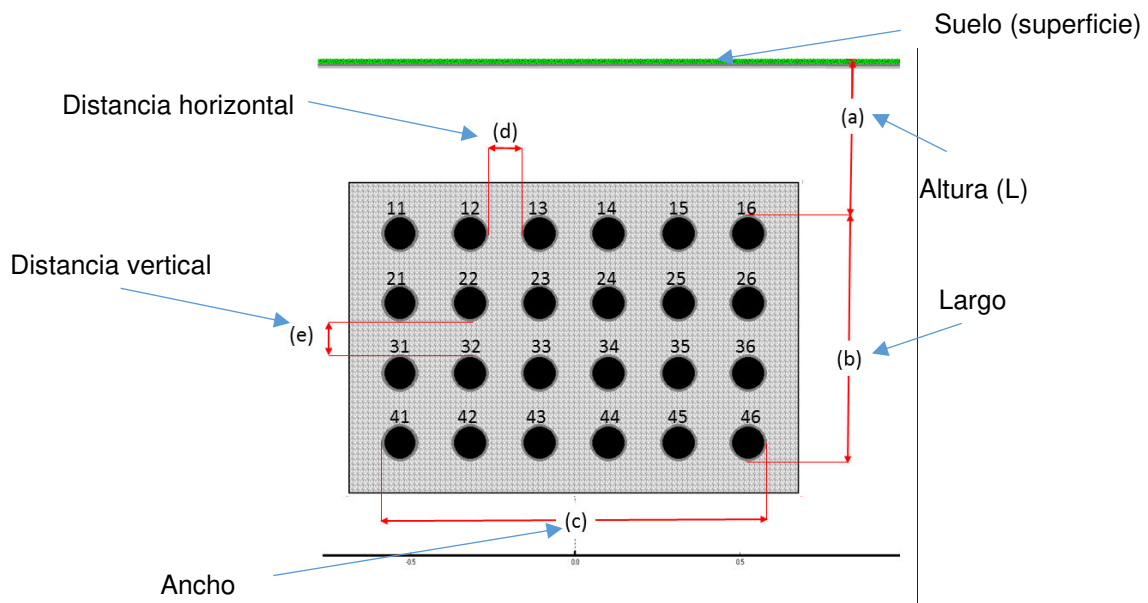 Suelo (superficie)
Distancia horizontal
(a)
(d)
Altura (L)
11 12 13 14 15 16
Distancia vertical
21 22 23 24 25 26
Largo
(e)
31 32 33 34 35 36
(b)
41 42 43 44 45 46
(c)
-0.5 0.0 0.5
Ancho